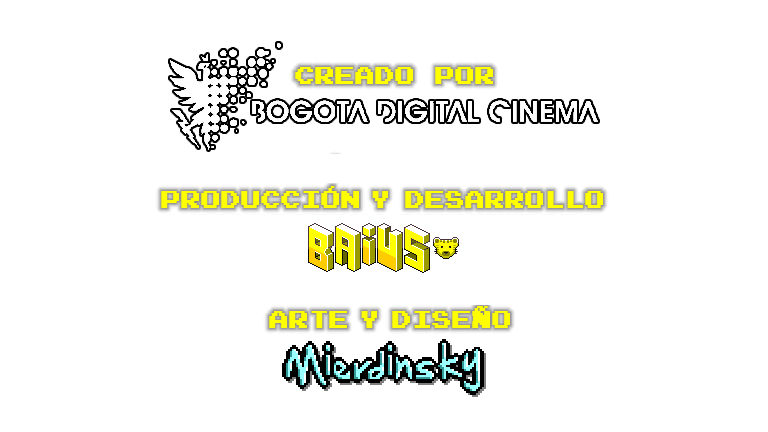 CREADO POR
BOGOTA DIGITAL CINEMA
PRODUCCIÓN Y DESARROLLO
BAIUS
ARTE Y DISEÑO
Mierdinsky